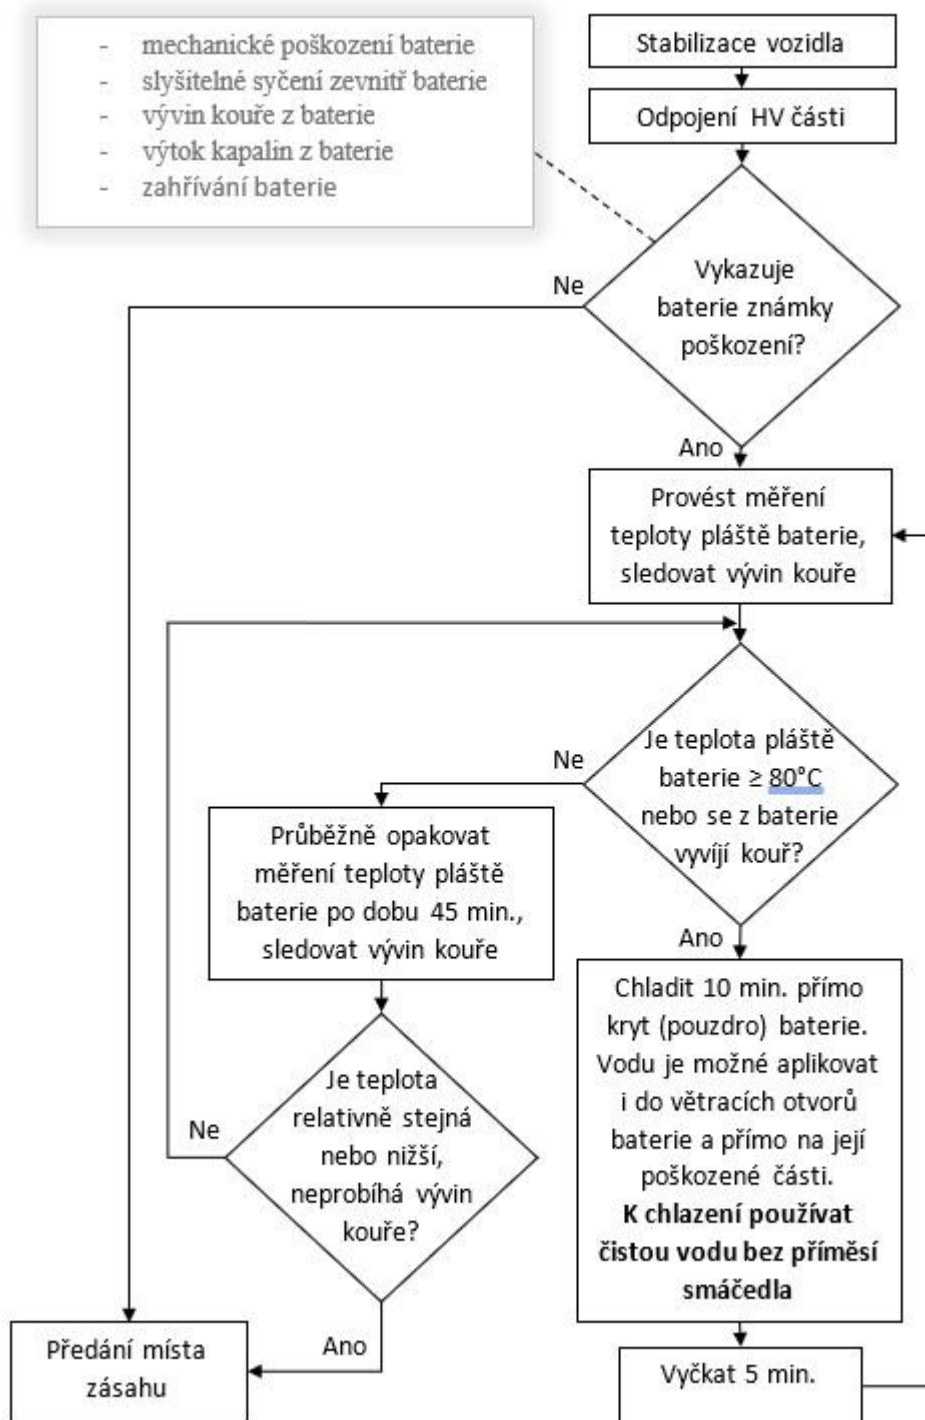 - mechanické poškození baterie
- slyšitelné syčení zevnitř baterie
- vývin kouře z baterie
- výtok kapalin z baterie
- zahřívání baterie
Stabilizace vozidla
Odpojení HV části
Vykazuje
baterie známky
poškození?
Ne
Ano
Provést měření
teploty pláště baterie,
sledovat vývin kouře
Je teplota pláště
baterie ≥ 80°C
nebo se z baterie
vyvíjí kouř?
Ne
Ano
Průběžně opakovat
měření teploty pláště
baterie po dobu 45 min.,
sledovat vývin kouře
Je teplota
relativně stejná
nebo nižší,
neprobíhá vývin
kouře?
Ne
Ano
Chladit 10 min. přímo
kryt (pouzdro) baterie.
Vodu je možné aplikovat
i do větracích otvorů
baterie a přímo na její
poškozené části.
K chlazení používat
čistou vodu bez příměsí
smáčedla
Předání místa
zásahu
Vyčkat 5 min.